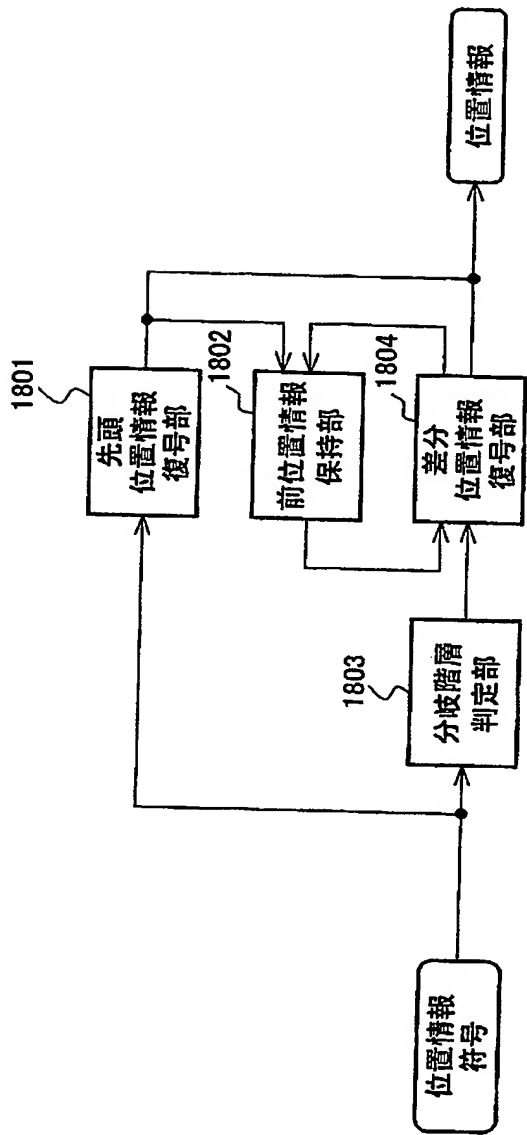 位置情報
符号
1801
先頭
位置情報
復号部
1802
前位置情報
保持部
1803
分岐階層
判定部
1804
差分
位置情報
復号部
位置情報